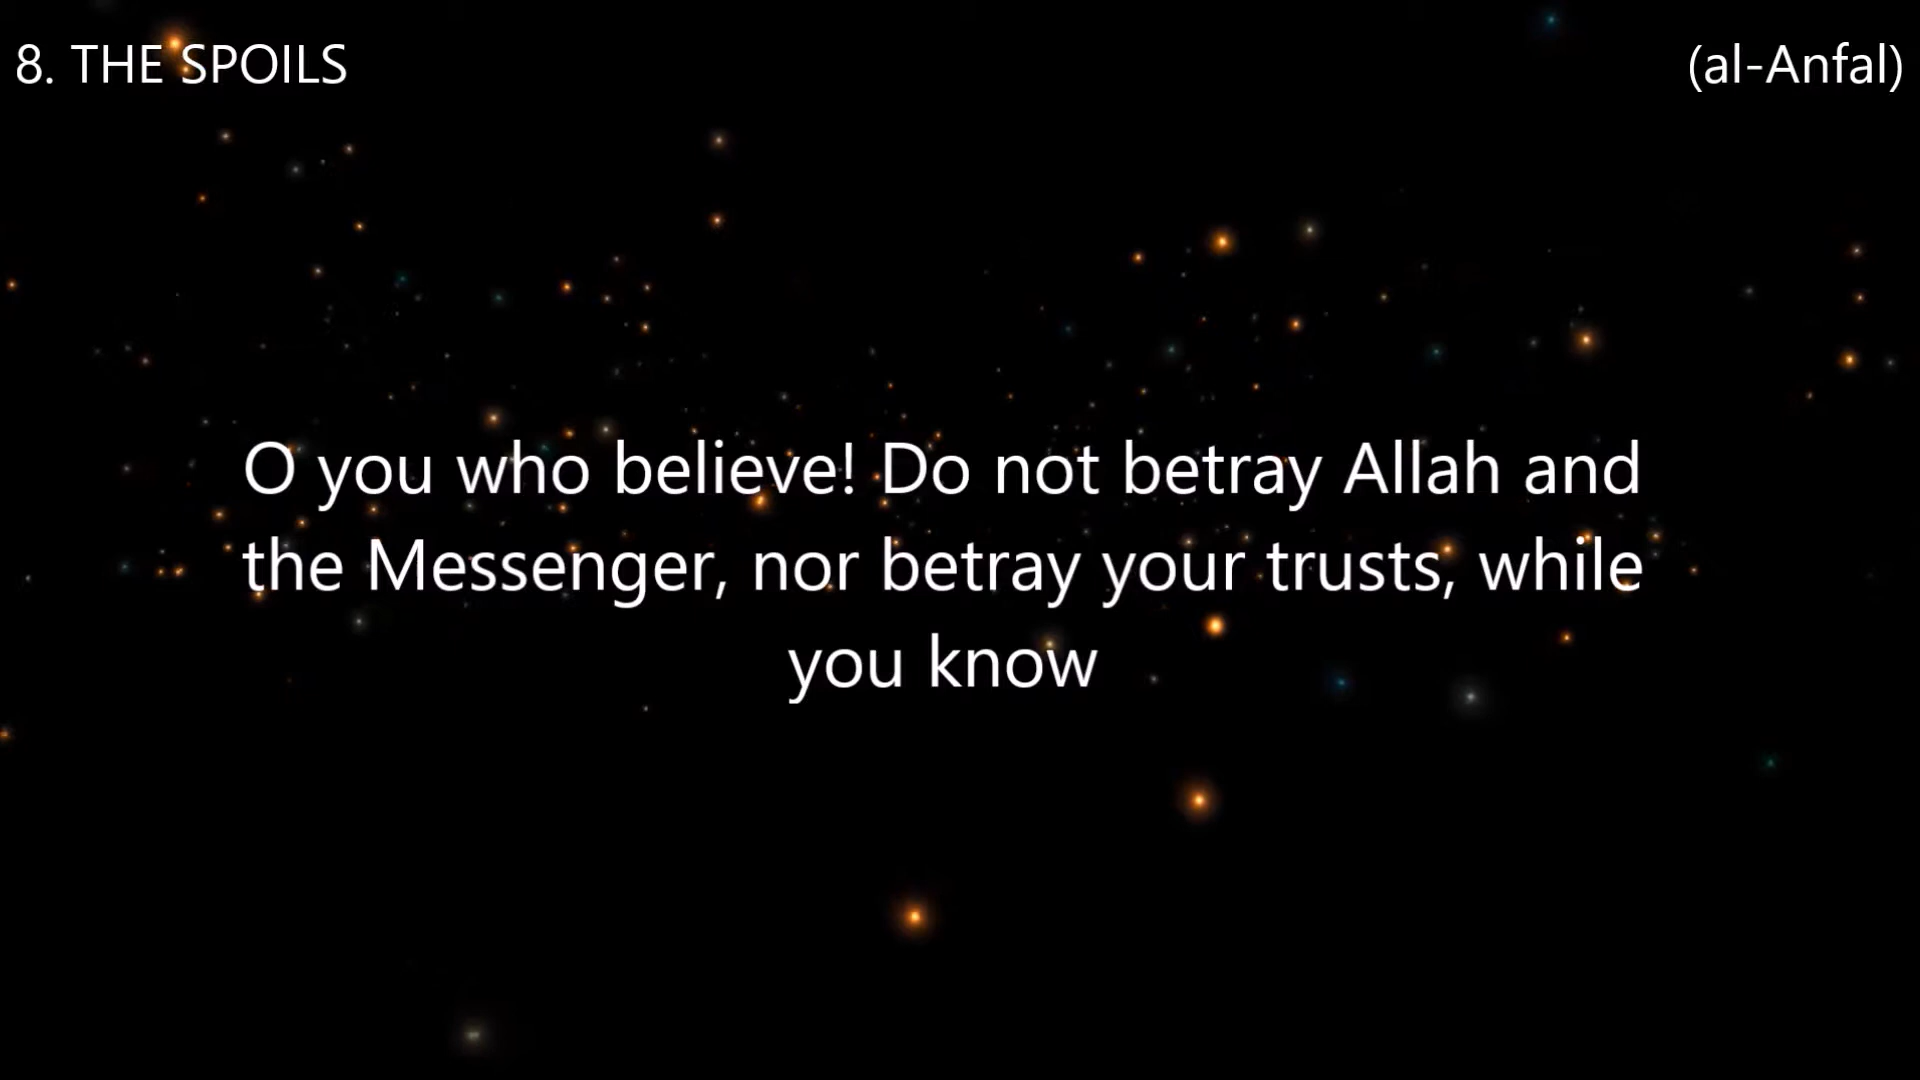 8. THE SPOILS
(al-Anfal)
O you who believe! Do not betray Allah and
the Messenger, nor betray your trusts, while
you know